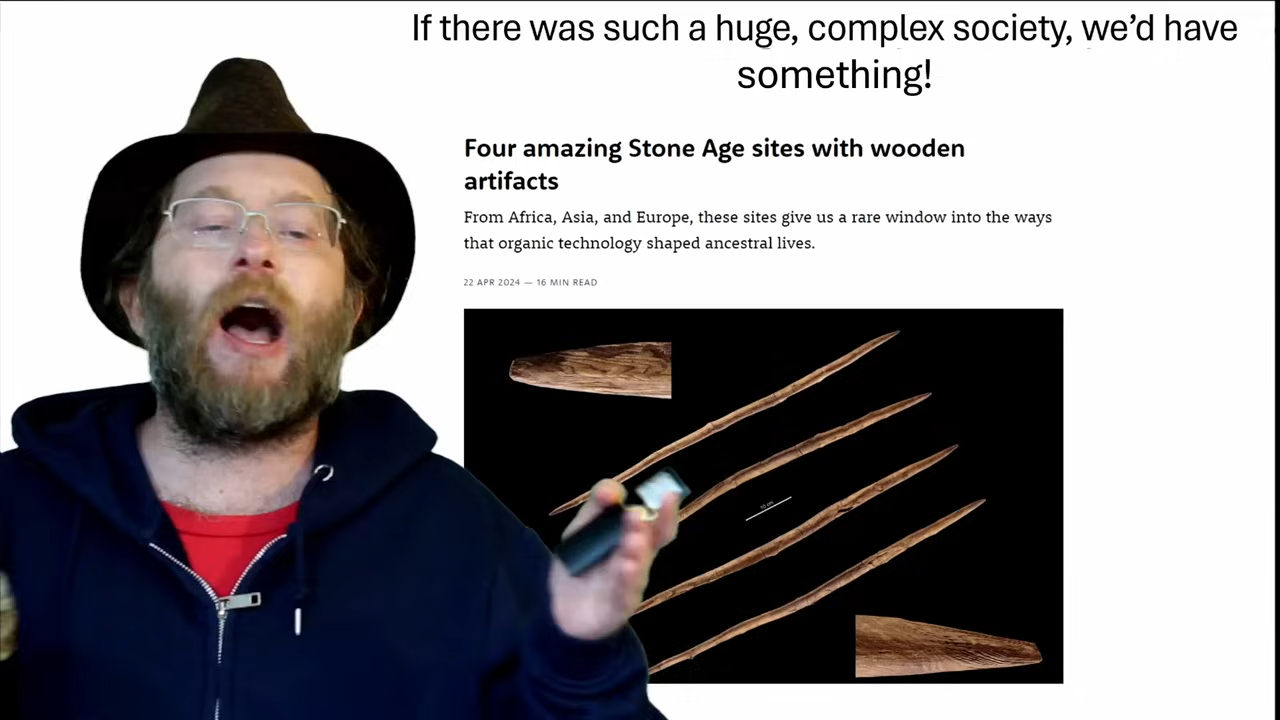 If there was such a huge, complex society, we’d have
something!
Four amazing Stone Age sites with wooden
artifacts
From Africa, Asia, and Europe, these sites give us a rare window into the ways
that organic technology shaped ancestral lives.
22 APR 2024 — 16 MIN READ